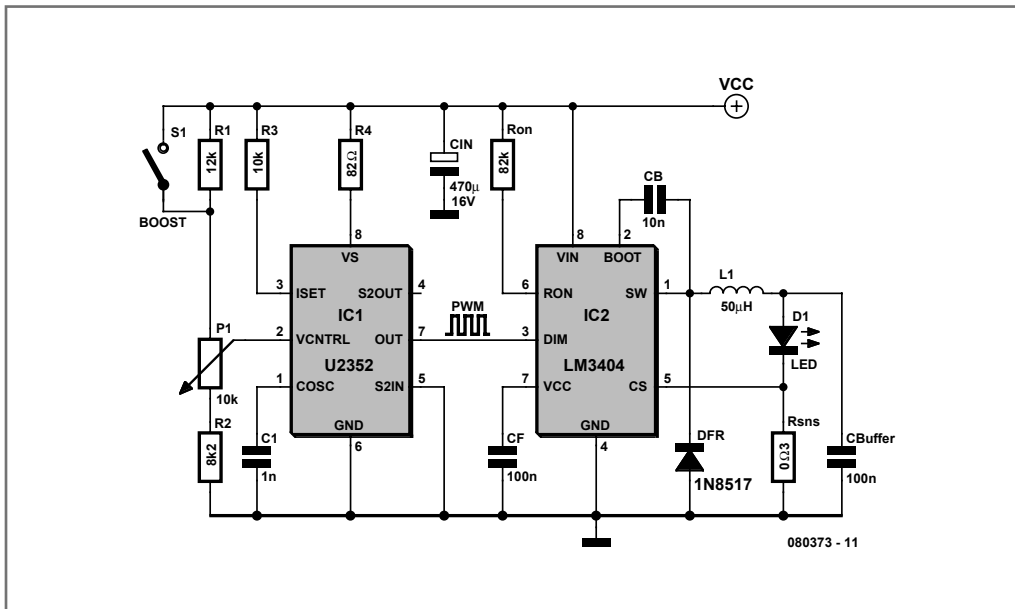 VCC
S1
R1
12k
R3
10k
R4
82Ω
CIN
470µ
16V
Ron
82k
CB
10n
BOOST
8
VS
8
VIN
2
BOOT
3
ISET
S2OUT
4
6
RON
SW
1
L1
50µH
IC1
IC2
PWM
D1
LED
P1
10k
2
VCNTRL
OUT
7
3
DIM
U2352
LM3404
1
COSC
S2IN
5
7
VCC
CS
5
R2
8k2
C1
1n
GND
6
CF
100n
GND
4
DFR
1N8517
Rsns
0Ω3
CBuffer
100n
080373 - 11